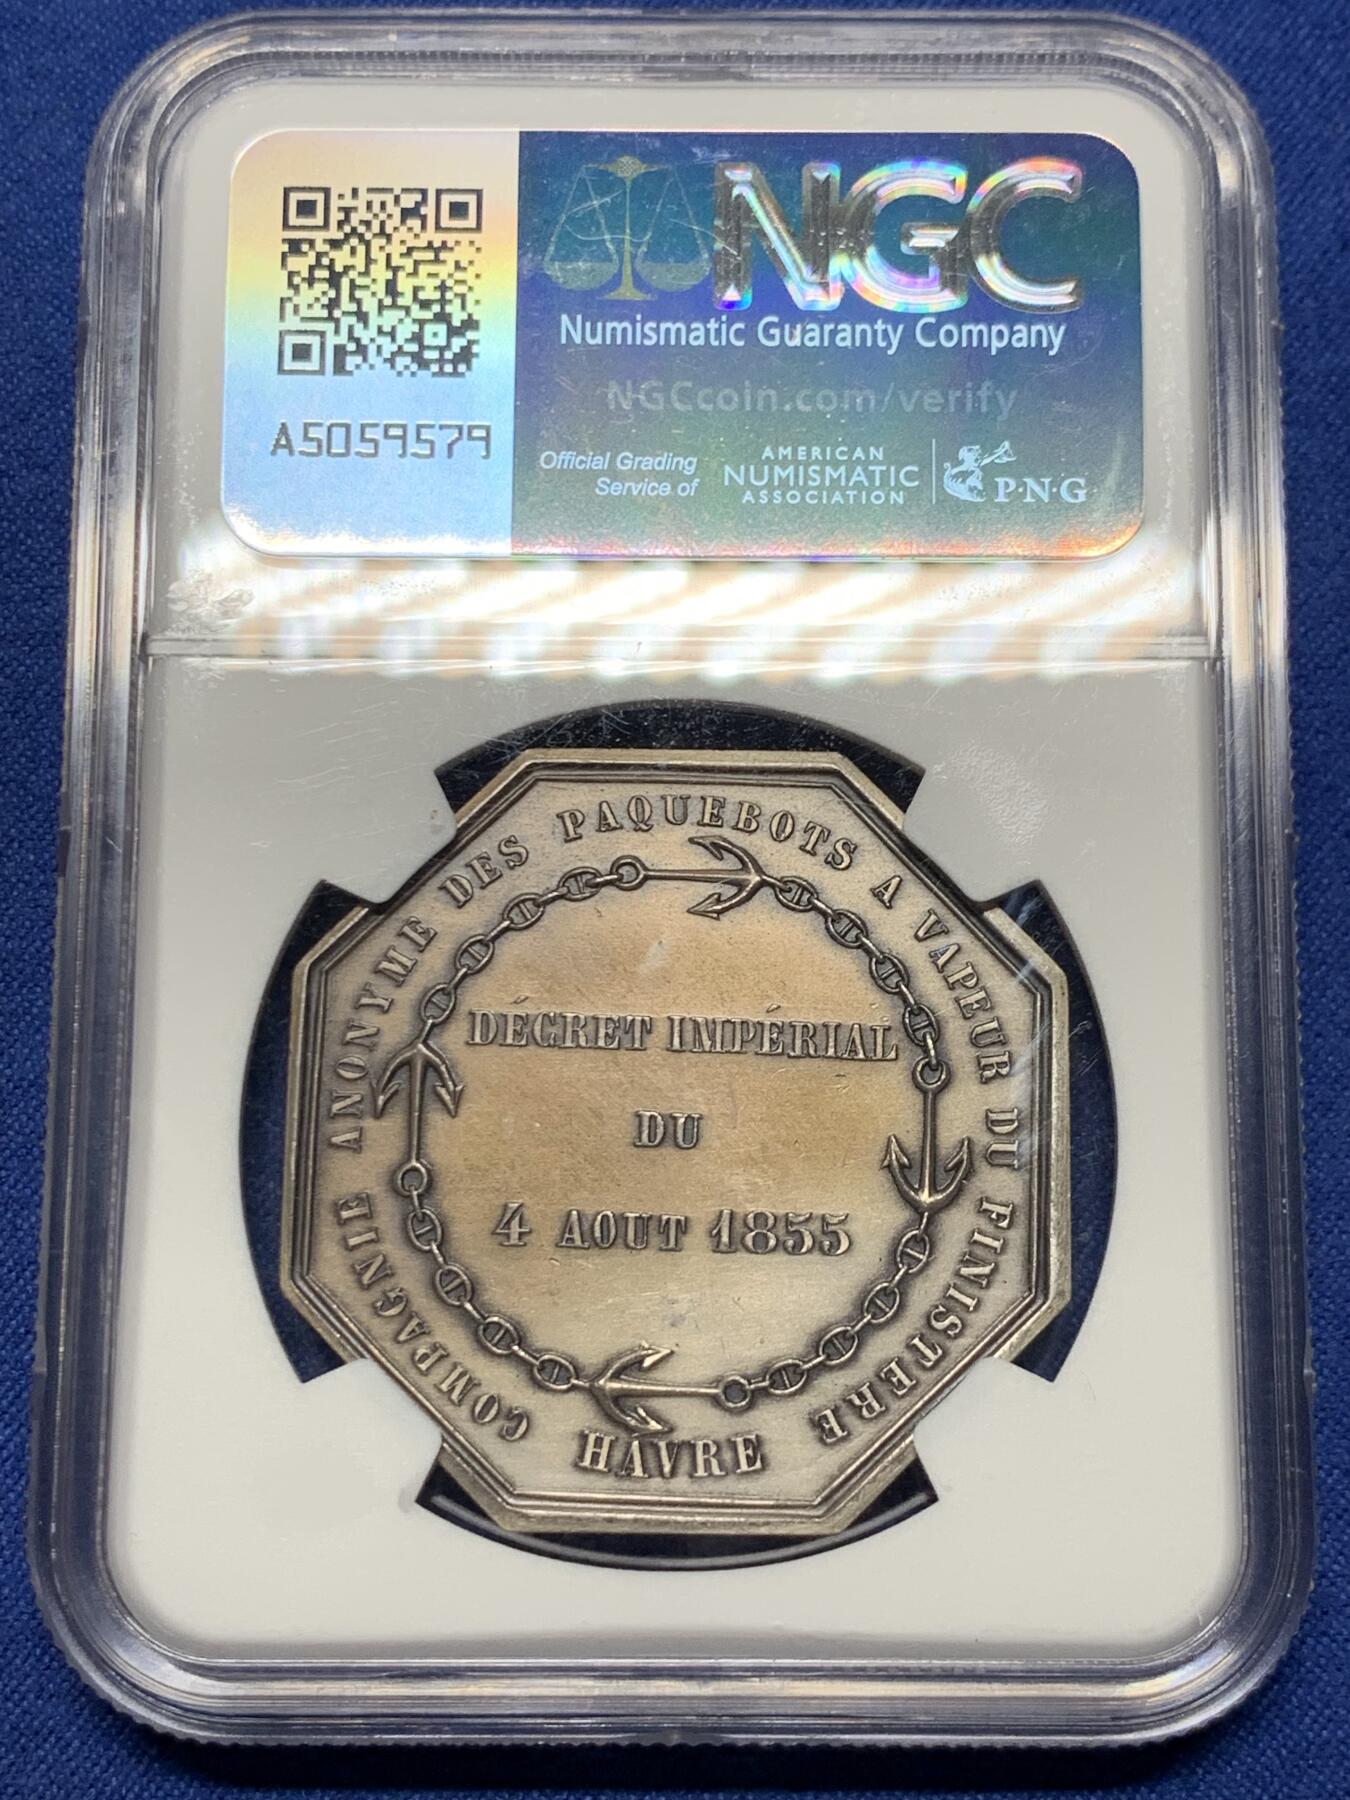 NGC
Numismatic Guaranty Company
NGCcoin.com/verify
A5059579
Official Grading
Service of
AMERICAN
NUMISMATIC
ASSOCIATION
P·N·G
COMPAGNIE ANONYME DES PAQUEBOTS A VAPEUR DU FINISTERE
DÉCRET IMPÉRIAL
DU
4 AOUT 1855
HAVRE